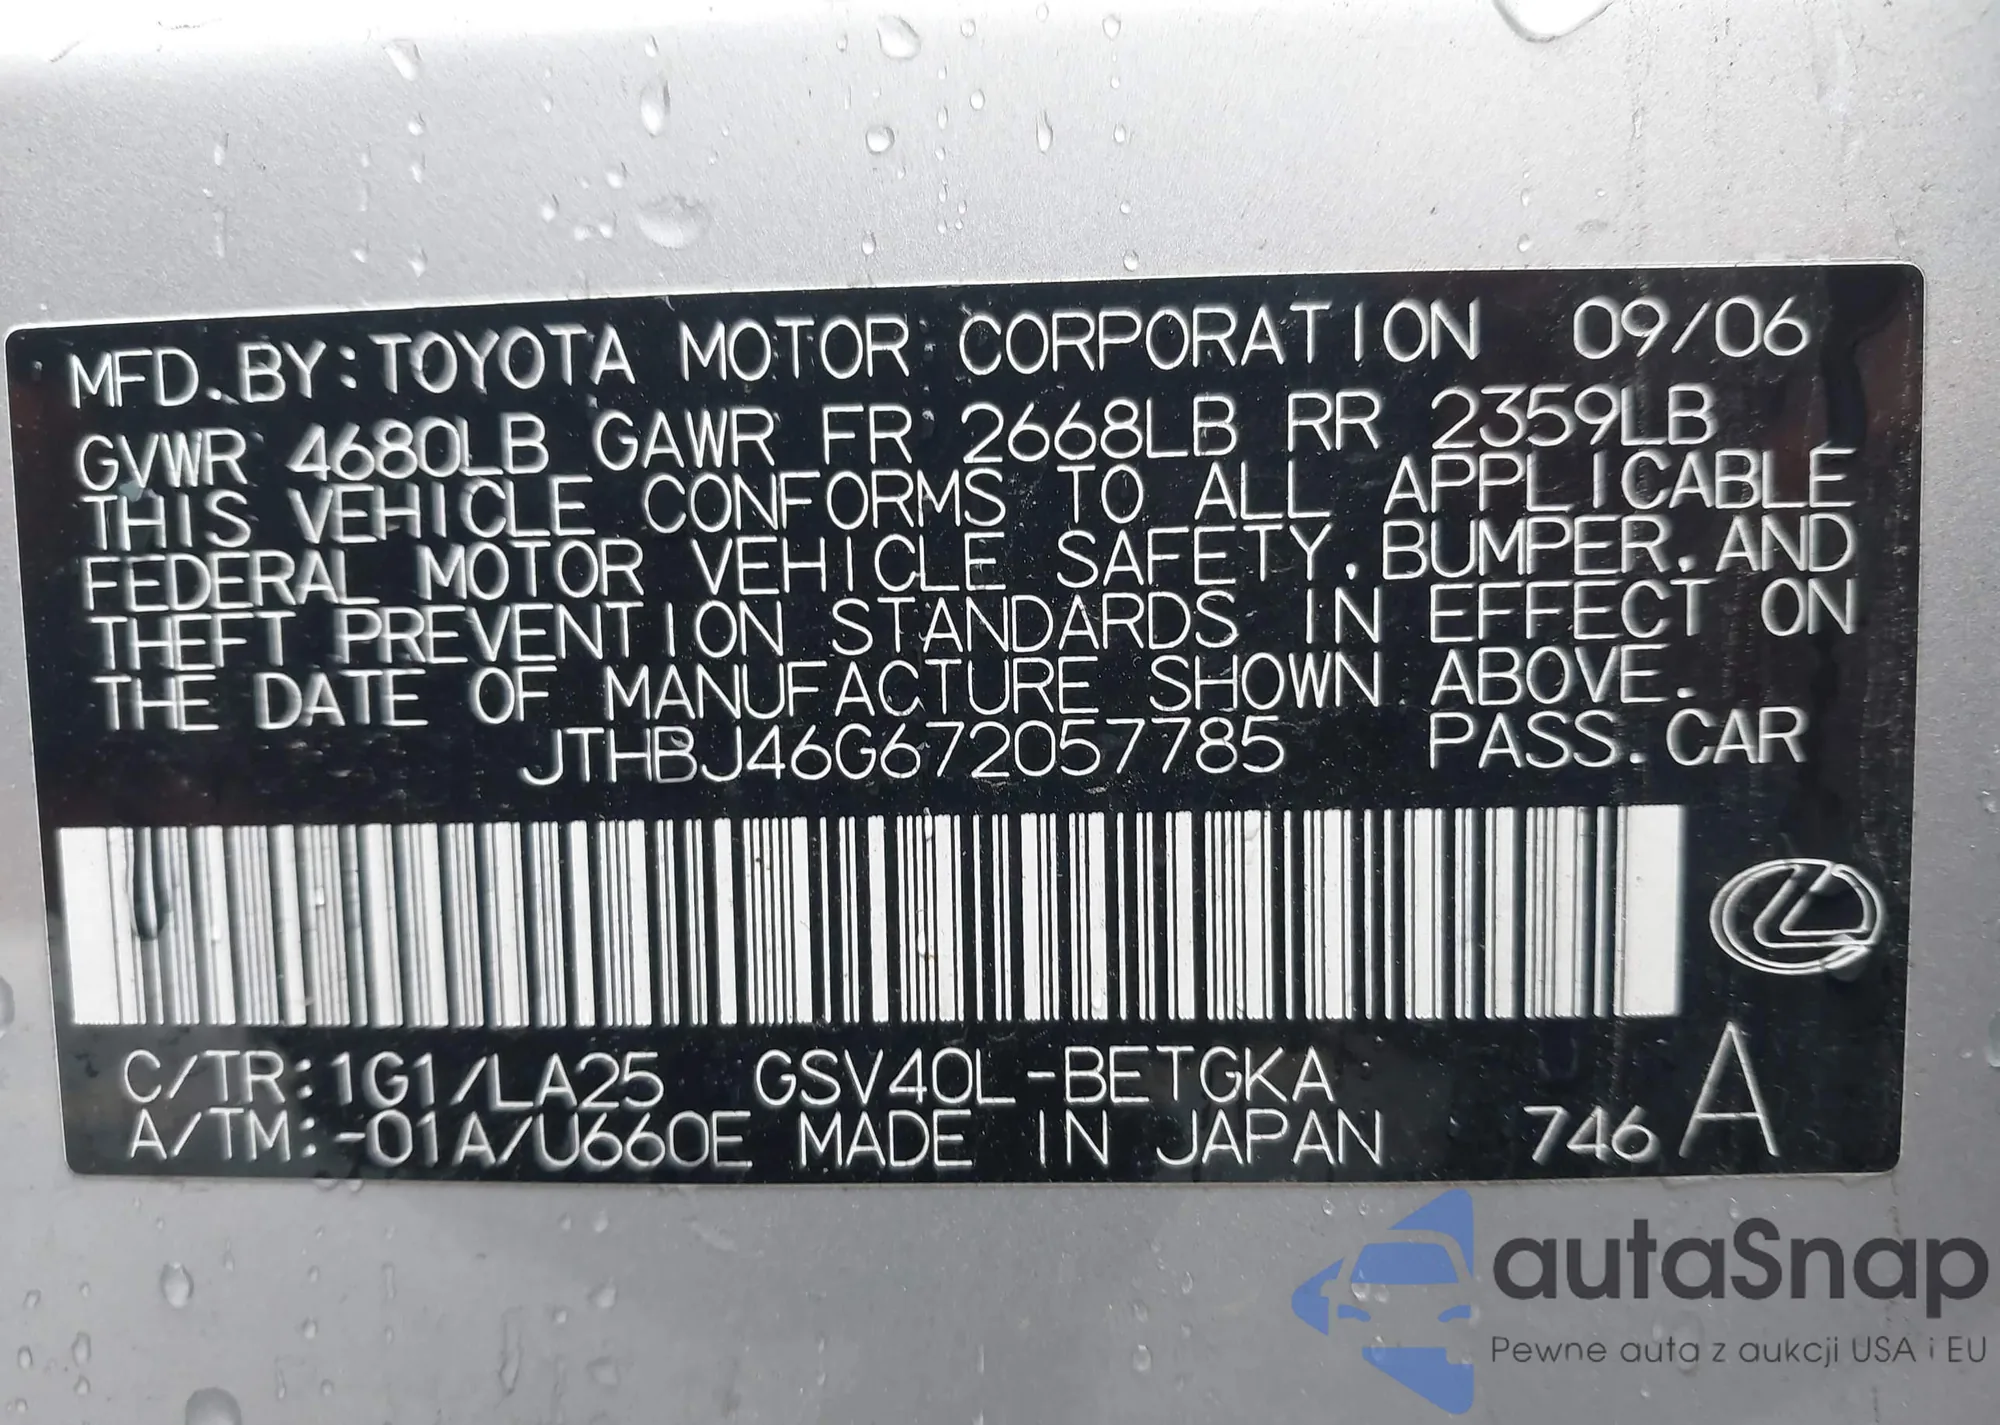 MFD. BY: TOYOTA MOTOR CORPORATION 09/06
GVWR 4680LB GAWR FR 2668LB RR 2359LB
THIS VEHICLE CONFORMS TO ALL APPLICABLE
FEDERAL MOTOR VEHICLE SAFETY, BUMPER, AND
THEFT PREVENTION STANDARDS IN EFFECT ON
THE DATE OF MANUFACTURE SHOWN ABOVE.
JTHBJ46G672057785 PASS. CAR
C/TR: 1G1/LA25 GSV40L-BETGKA
A/TM: -01A/U660E MADE IN JAPAN 746 A
autaSnap
Pewne auta z aukcji USA i EU